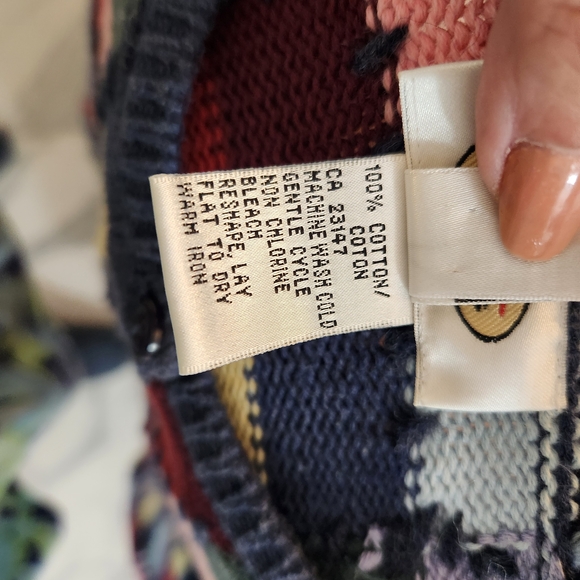 100% COTTON/
COTON
CA 23147
MACHINE WASH COLD
GENTLE CYCLE
NON CHLORINE
BLEACH
RESHAPE, LAY
FLAT TO DRY
WARM IRON